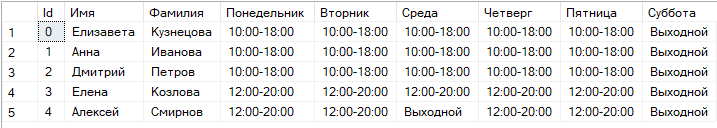 Id Имя Фамилия Понедельник Вторник Среда Четверг Пятница Суббота
1 0 Елизавета Кузнецова 10:00-18:00 10:00-18:00 10:00-18:00 10:00-18:00 10:00-18:00 Выходной
2 1 Анна Иванова 10:00-18:00 10:00-18:00 10:00-18:00 10:00-18:00 10:00-18:00 Выходной
3 2 Дмитрий Петров 10:00-18:00 10:00-18:00 10:00-18:00 10:00-18:00 10:00-18:00 Выходной
4 3 Елена Козлова 12:00-20:00 12:00-20:00 12:00-20:00 12:00-20:00 12:00-20:00 Выходной
5 4 Алексей Смирнов 12:00-20:00 12:00-20:00 Выходной 12:00-20:00 12:00-20:00 Выходной